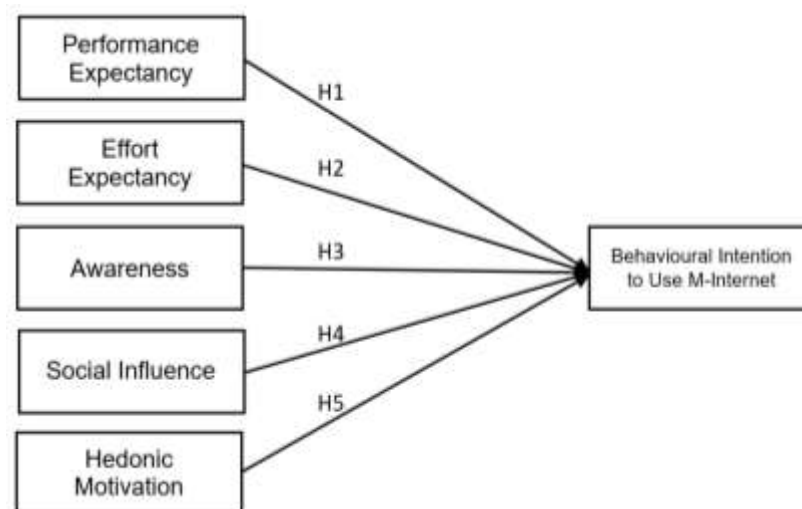 Performance
Expectancy
H1
Effort
Expectancy
H2
Awareness
H3
Behavioural Intention
to Use M-Internet
Social Influence
H4
Hedonic
Motivation
H5